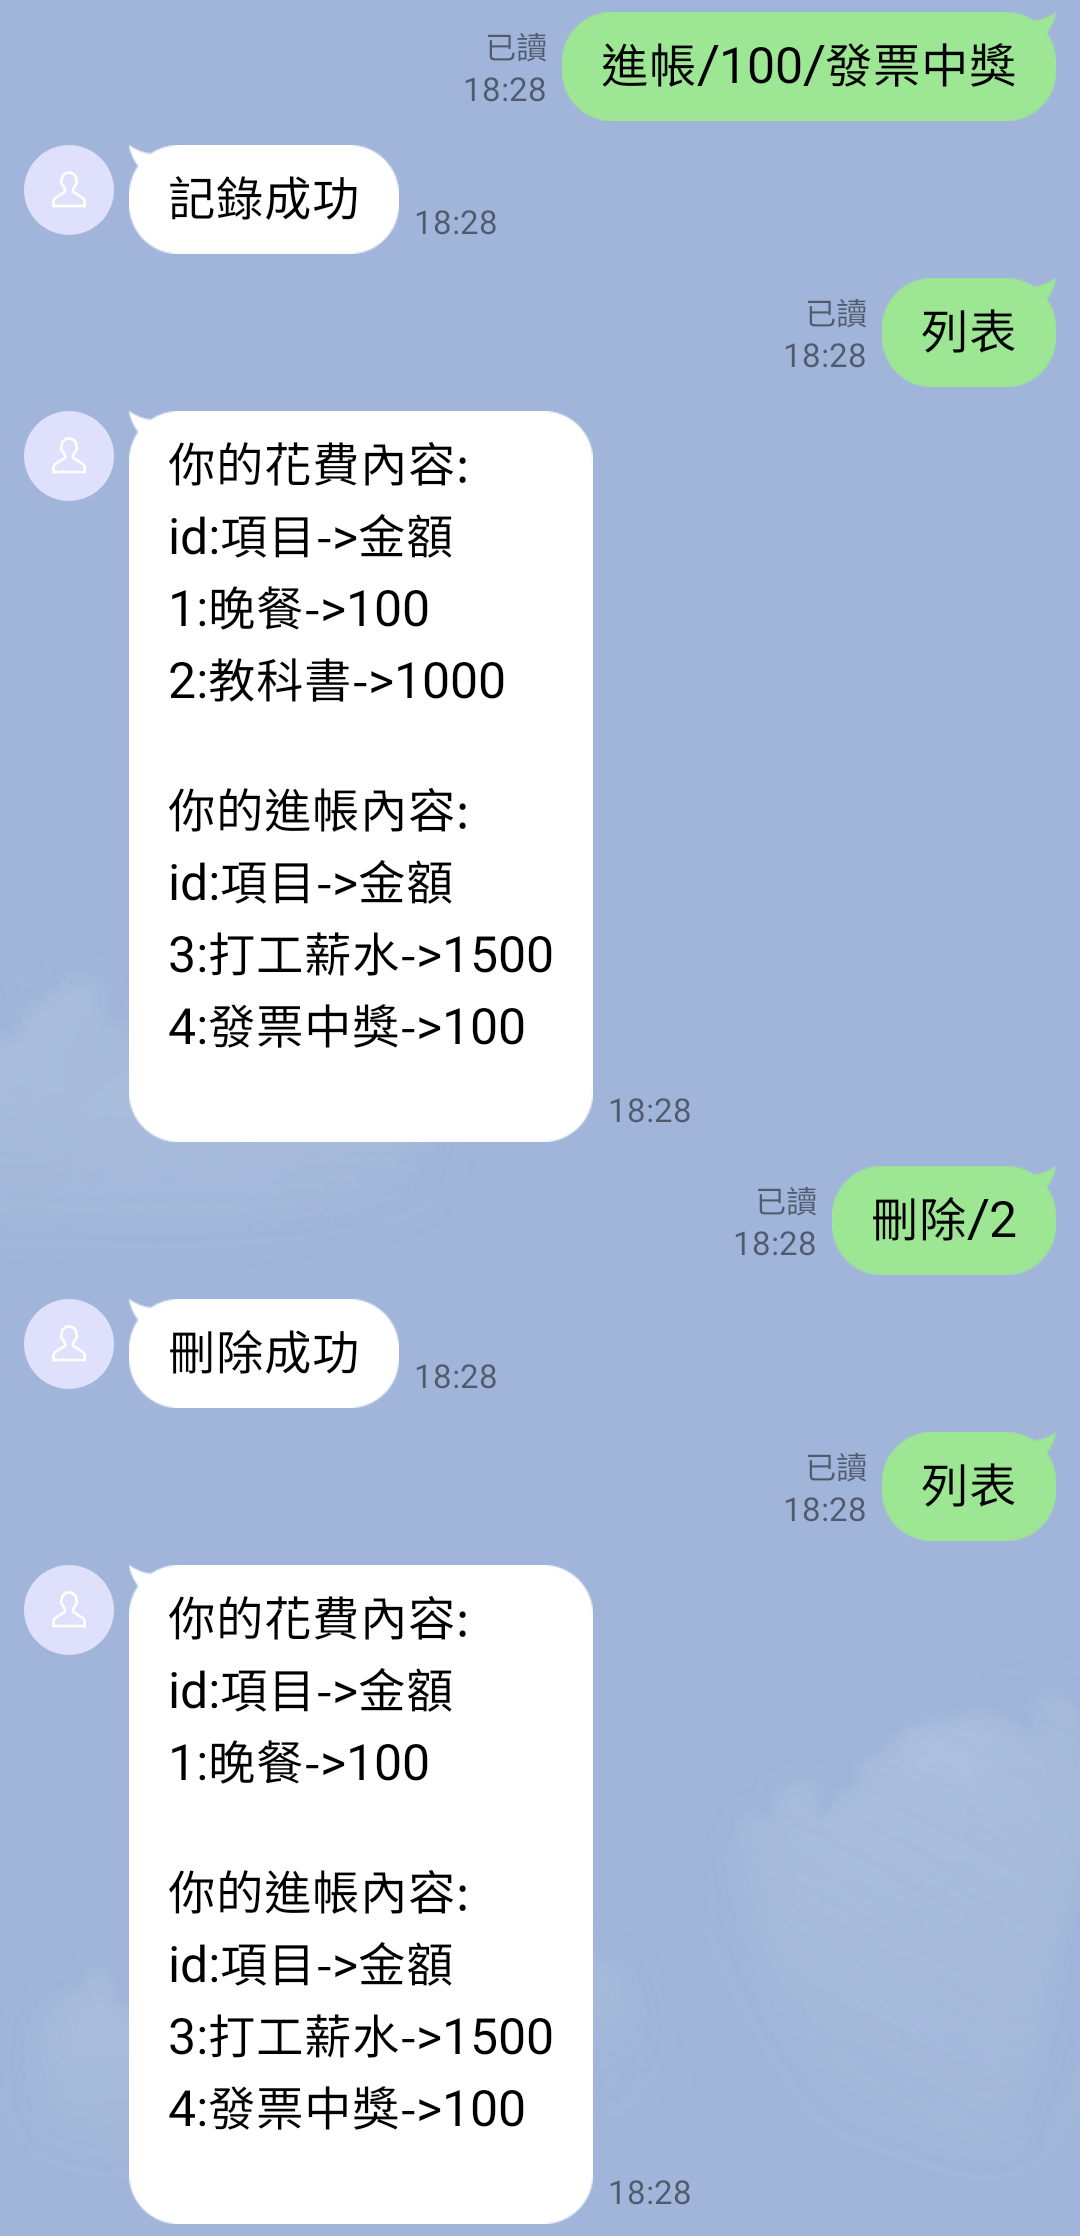 已讀
18:28
進帳/100/發票中獎
記錄成功
18:28
已讀
18:28
列表
你的花費內容:
id:項目->金額
1:晚餐->100
2:教科書->1000
你的進帳內容:
id:項目->金額
3:打工薪水->1500
4:發票中獎->100
18:28
已讀
18:28
刪除/2
刪除成功
18:28
已讀
18:28
列表
你的花費內容:
id:項目->金額
1:晚餐->100
你的進帳內容:
id:項目->金額
3:打工薪水->1500
4:發票中獎->100
18:28